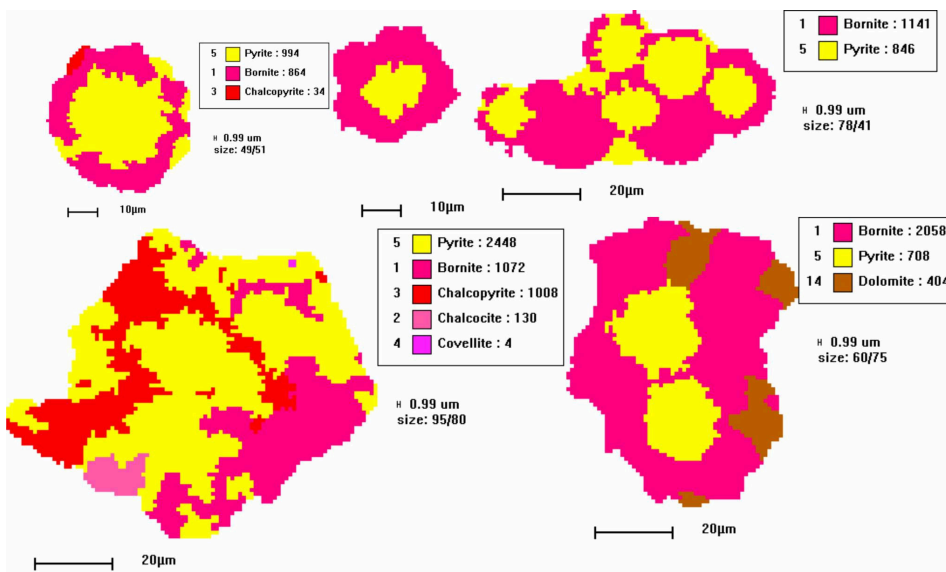 5 Pyrite : 994
1 Bornite : 864
3 Chalcopyrite : 34
H 0.99 um
size: 49/51
10μm
10μm
1 Bornite : 1141
5 Pyrite : 846
H 0.99 um
size: 78/41
20μm
5 Pyrite : 2448
1 Bornite : 1072
3 Chalcopyrite : 1008
2 Chalcocite : 130
4 Covellite : 4
H 0.99 um
size: 95/80
20μm
1 Bornite : 2058
5 Pyrite : 708
14 Dolomite : 404
H 0.99 um
size: 60/75
20μm